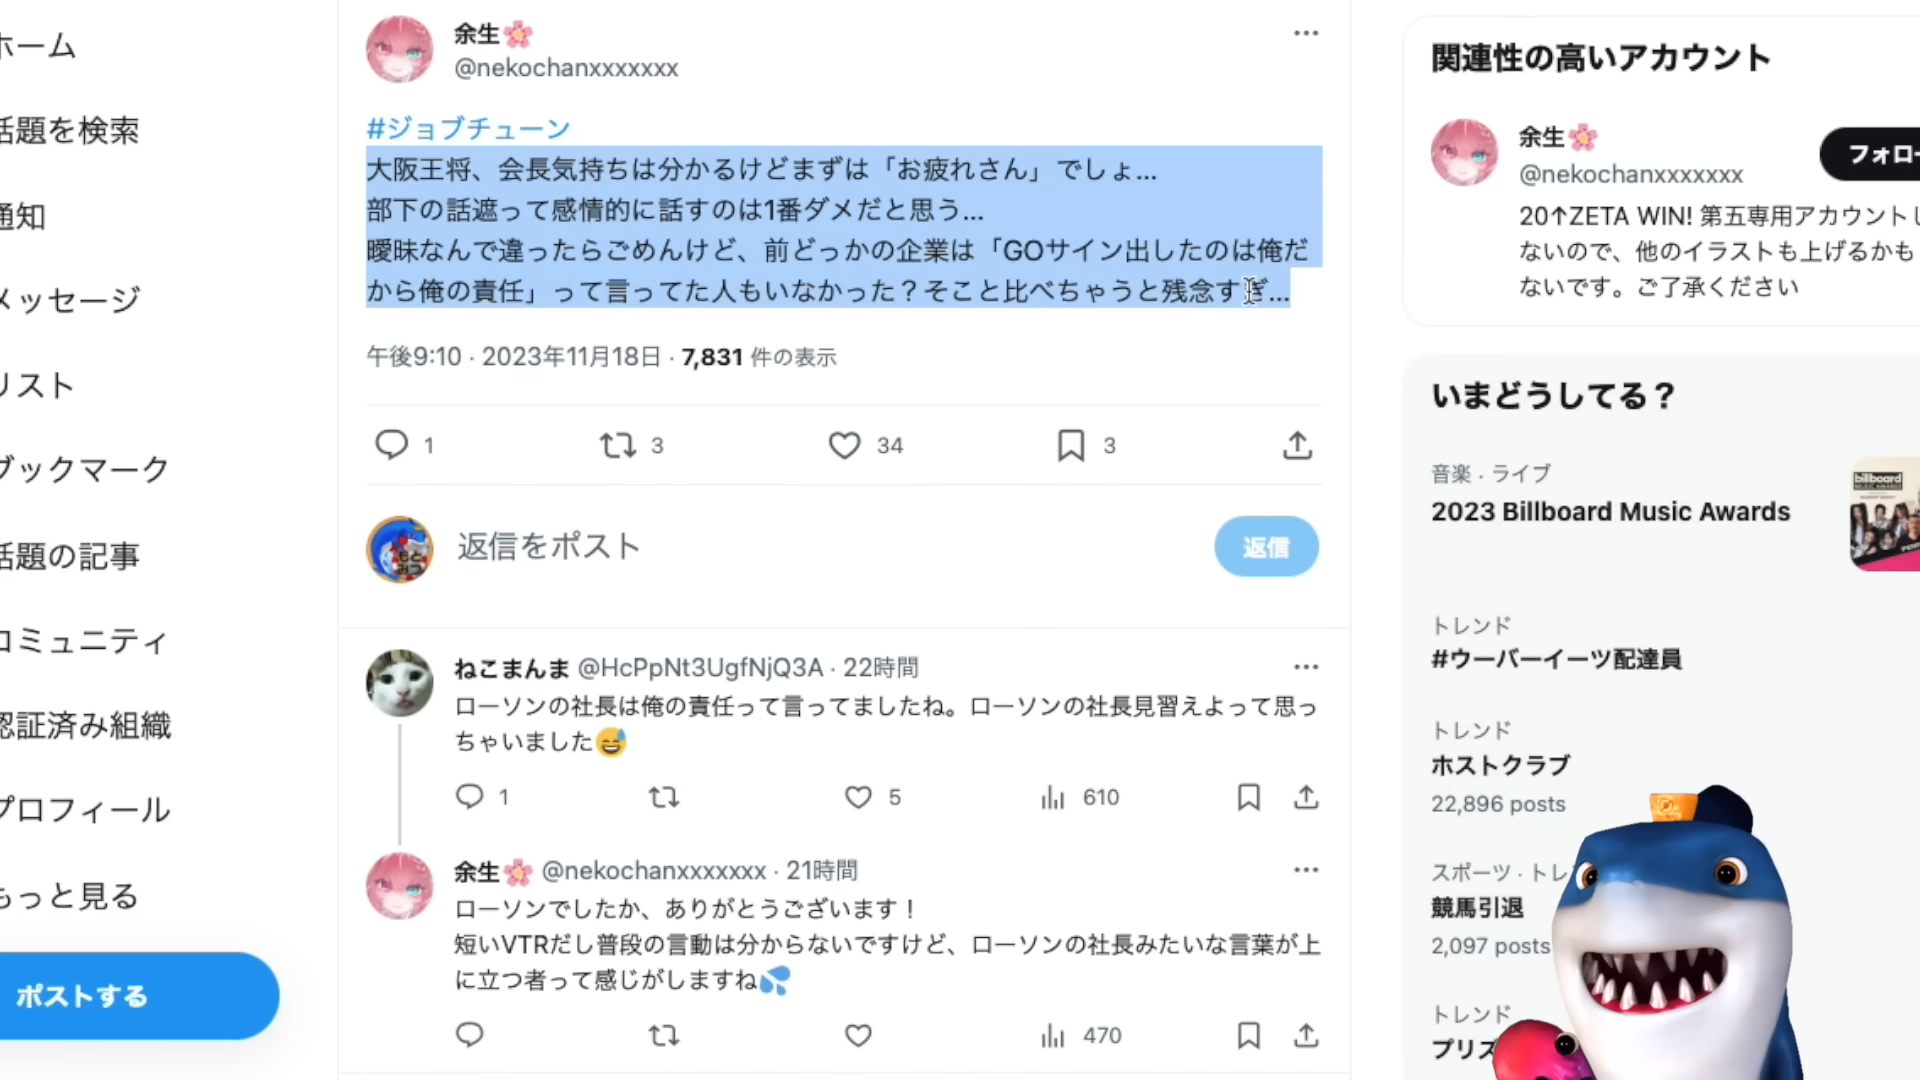 ホーム
話題を検索
通知
メッセージ
リスト
ブックマーク
話題の記事
コミュニティ
認証済み組織
プロフィール
もっと見る
ポストする
余生🌸
@nekochanxxxxxxx
#ジョブチューン
大阪王将、会長気持ちは分かるけどまずは「お疲れさん」でしょ…
部下の話遮って感情的に話すのは1番ダメだと思う…
曖昧なんで違ったらごめんけど、前どっかの企業は「GOサイン出したのは俺だ
から俺の責任」って言ってた人もいなかった？そこと比べちゃうと残念すぎ…
午後9:10 · 2023年11月18日 · 7,831 件の表示
1 3 34 3
返信をポスト
返信
ねこまんま @HcPpNt3UgfNjQ3A · 22時間
ローソンの社長は俺の責任って言ってましたね。ローソンの社長見習えよって思っ
ちゃいました😅
1 5 610
余生🌸 @nekochanxxxxxxx · 21時間
ローソンでしたか、ありがとうございます！
短いVTRだし普段の言動は分からないですけど、ローソンの社長みたいな言葉が上
に立つ者って感じがしますね💦
470
関連性の高いアカウント
余生🌸
@nekochanxxxxxxx
フォロー
20↑ZETA WIN! 第五専用アカウントし
ないので、他のイラストも上げるかも
ないです。ご了承ください
いまどうしてる？
音楽 · ライブ
2023 Billboard Music Awards
billboard
トレンド
#ウーバーイーツ配達員
トレンド
ホストクラブ
22,896 posts
スポーツ · トレ
競馬引退
2,097 posts
トレンド
プリズ